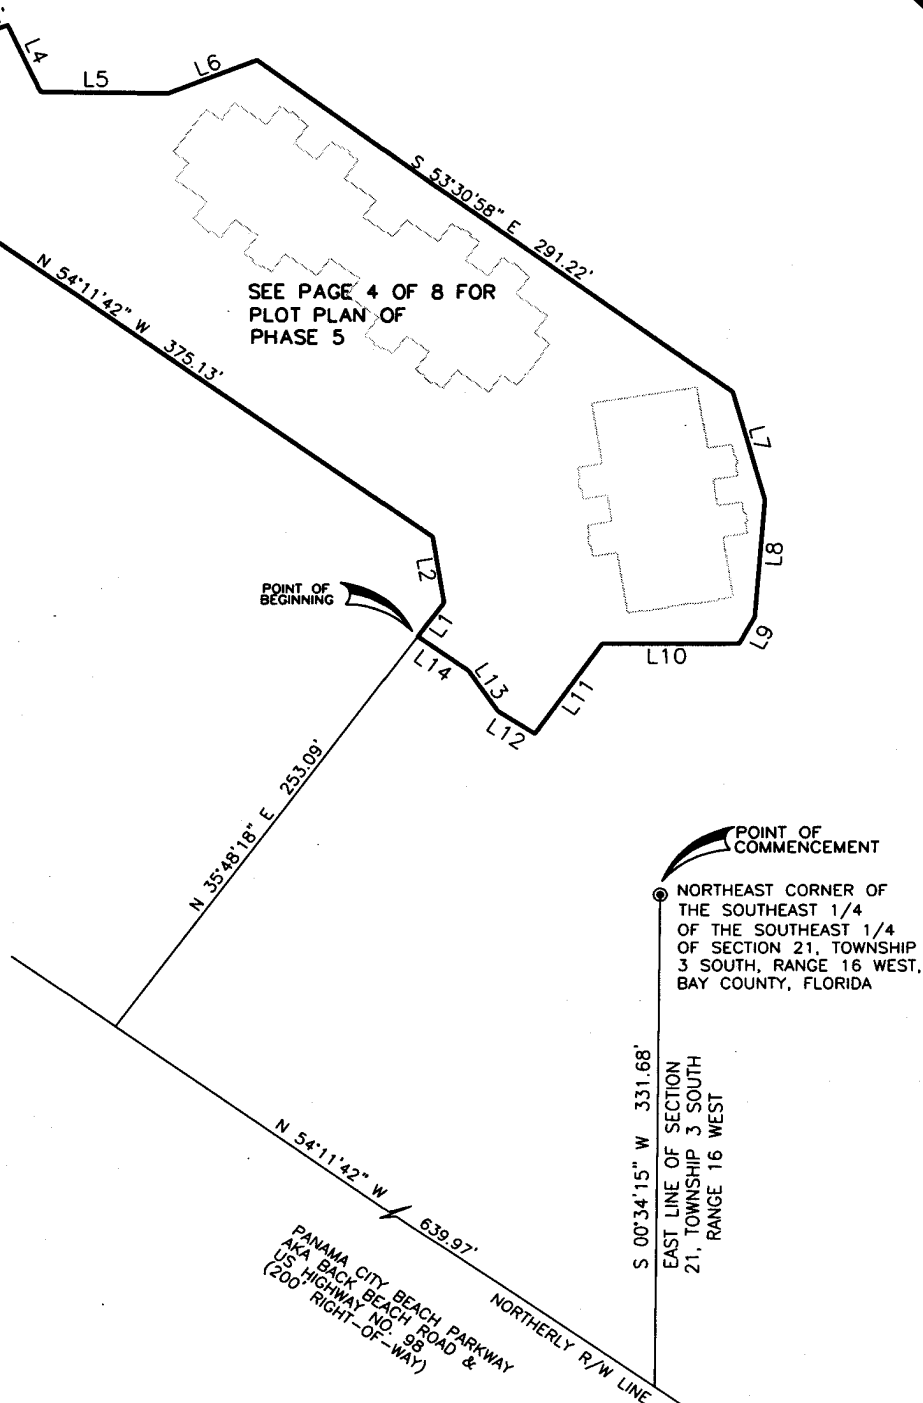 L4
L5
L6
S 53°30'58" E 291.22'
N 54°11'42" W 375.13'
SEE PAGE 4 OF 8 FOR
PLOT PLAN OF
PHASE 5
L7
L2
L8
POINT OF
BEGINNING
L1
L9
L14
L10
L13
L11
L12
N 35°48'18" E 253.09'
POINT OF
COMMENCEMENT
NORTHEAST CORNER OF
THE SOUTHEAST 1/4
OF THE SOUTHEAST 1/4
OF SECTION 21, TOWNSHIP
3 SOUTH, RANGE 16 WEST,
BAY COUNTY, FLORIDA
S 00°34'15" W 331.68'
EAST LINE OF SECTION
21, TOWNSHIP 3 SOUTH
RANGE 16 WEST
N 54°11'42" W 639.97'
PANAMA CITY BEACH PARKWAY
AKA BACK BEACH ROAD &
US HIGHWAY NO. 98
(200' RIGHT-OF-WAY)
NORTHERLY R/W LINE